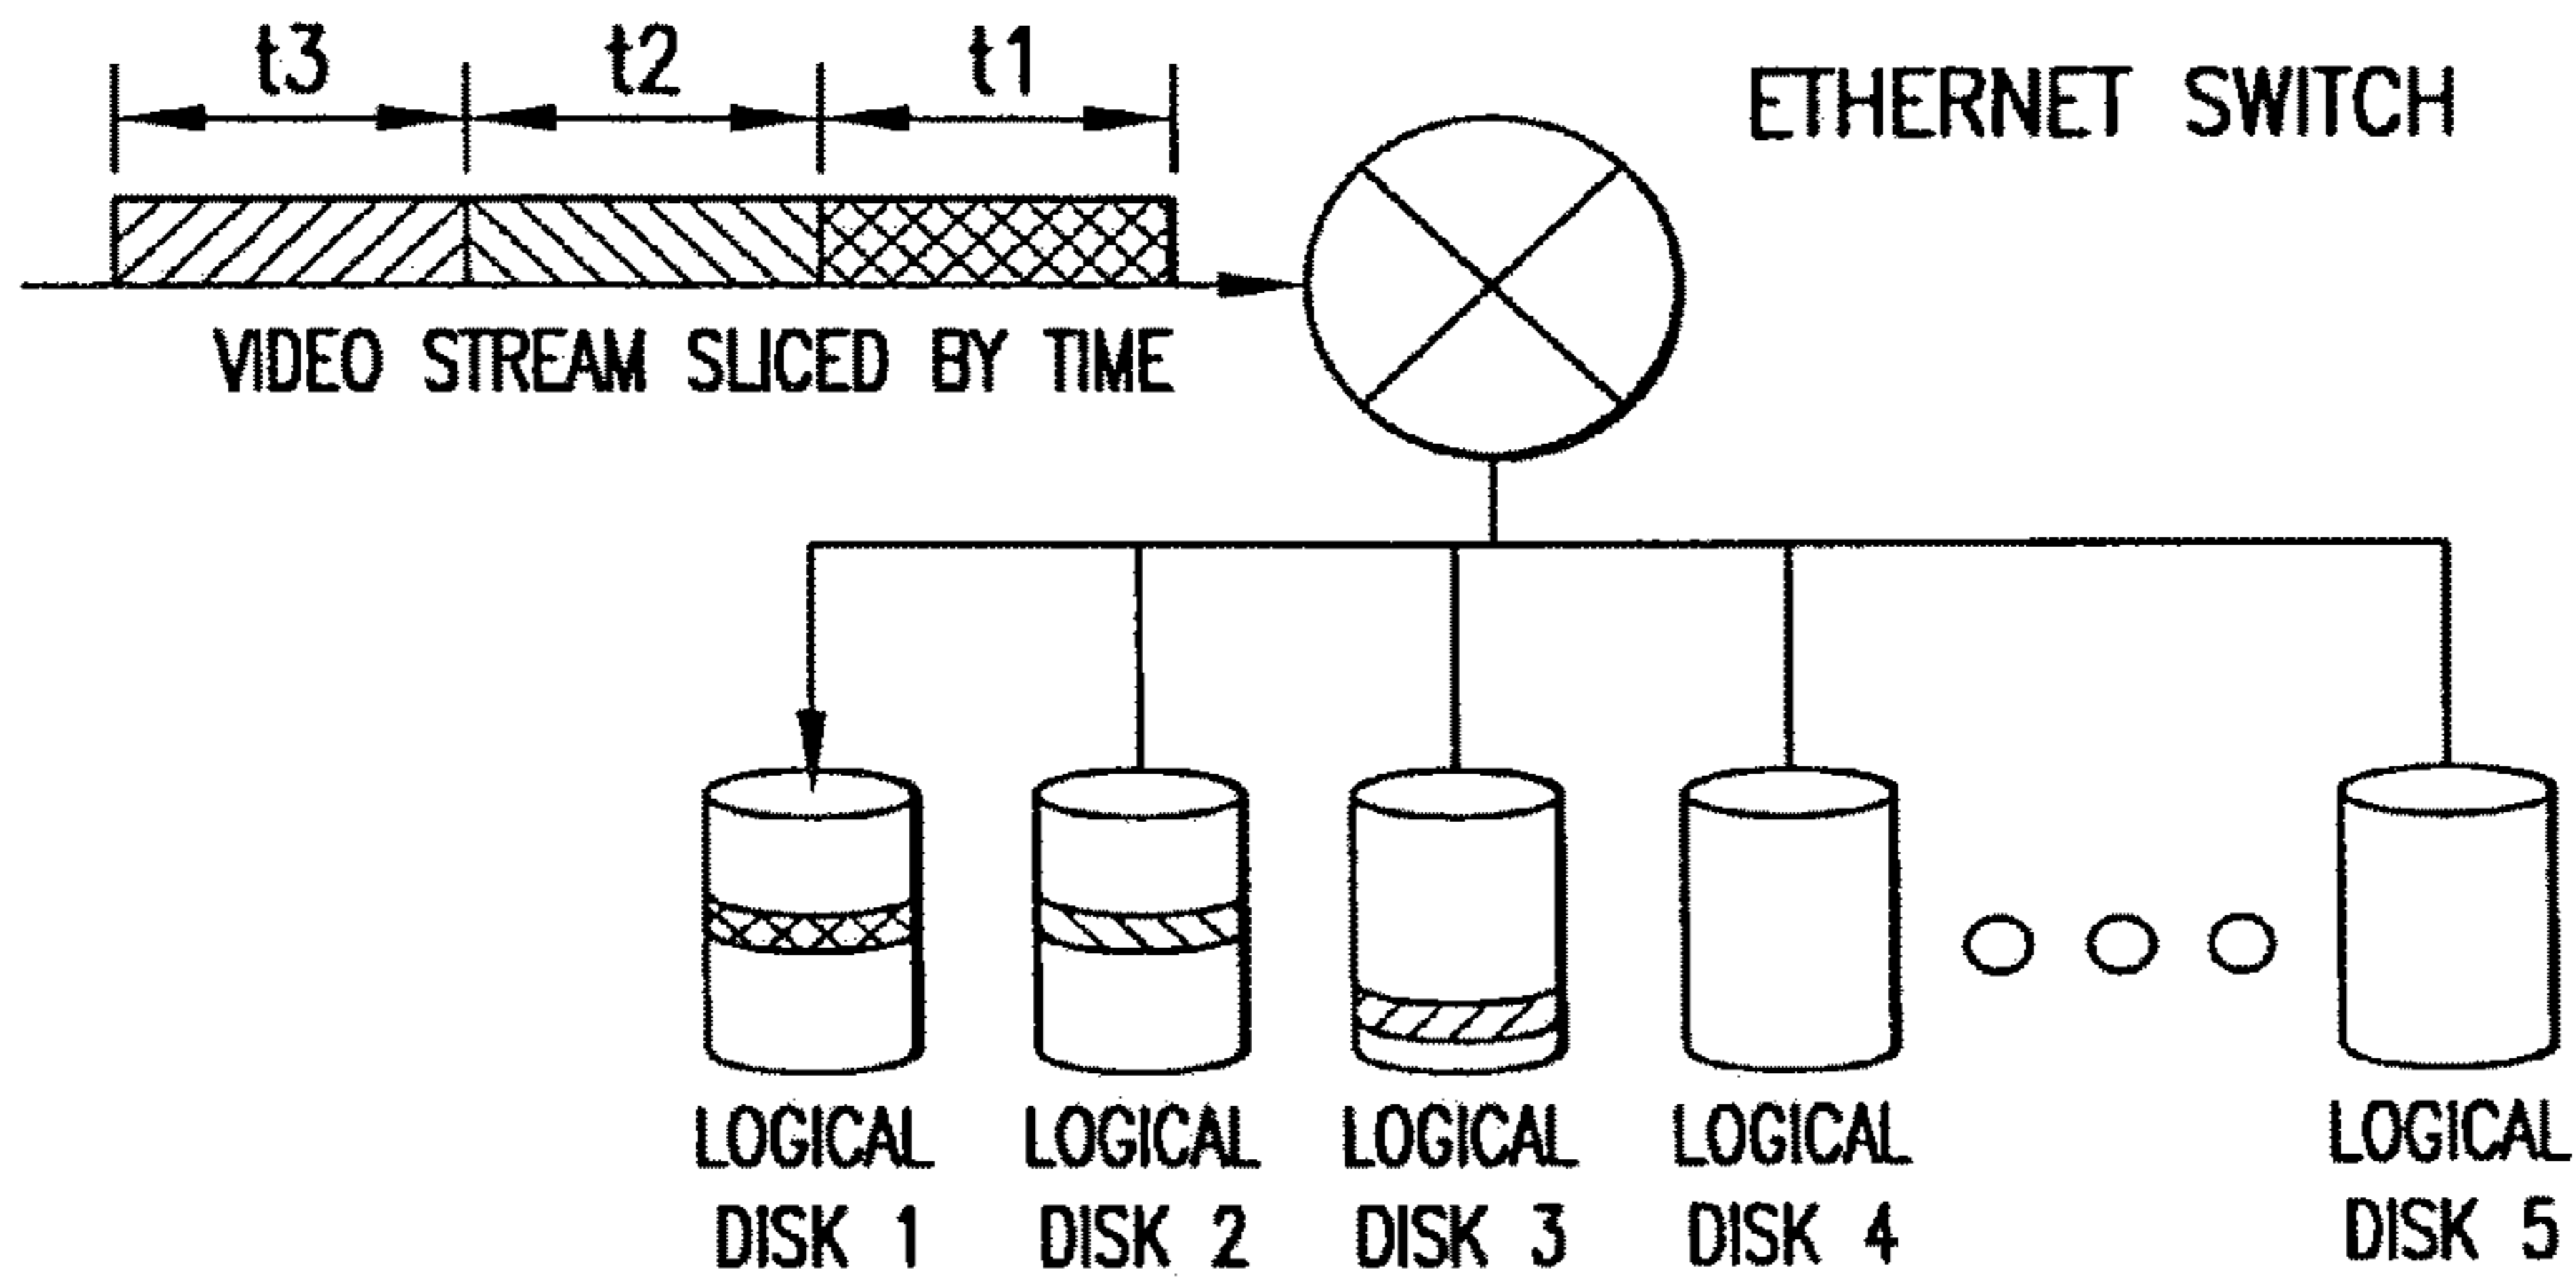 t3 t2 t1
ETHERNET SWITCH
VIDEO STREAM SLICED BY TIME
LOGICAL DISK 1
LOGICAL DISK 2
LOGICAL DISK 3
LOGICAL DISK 4
LOGICAL DISK 5